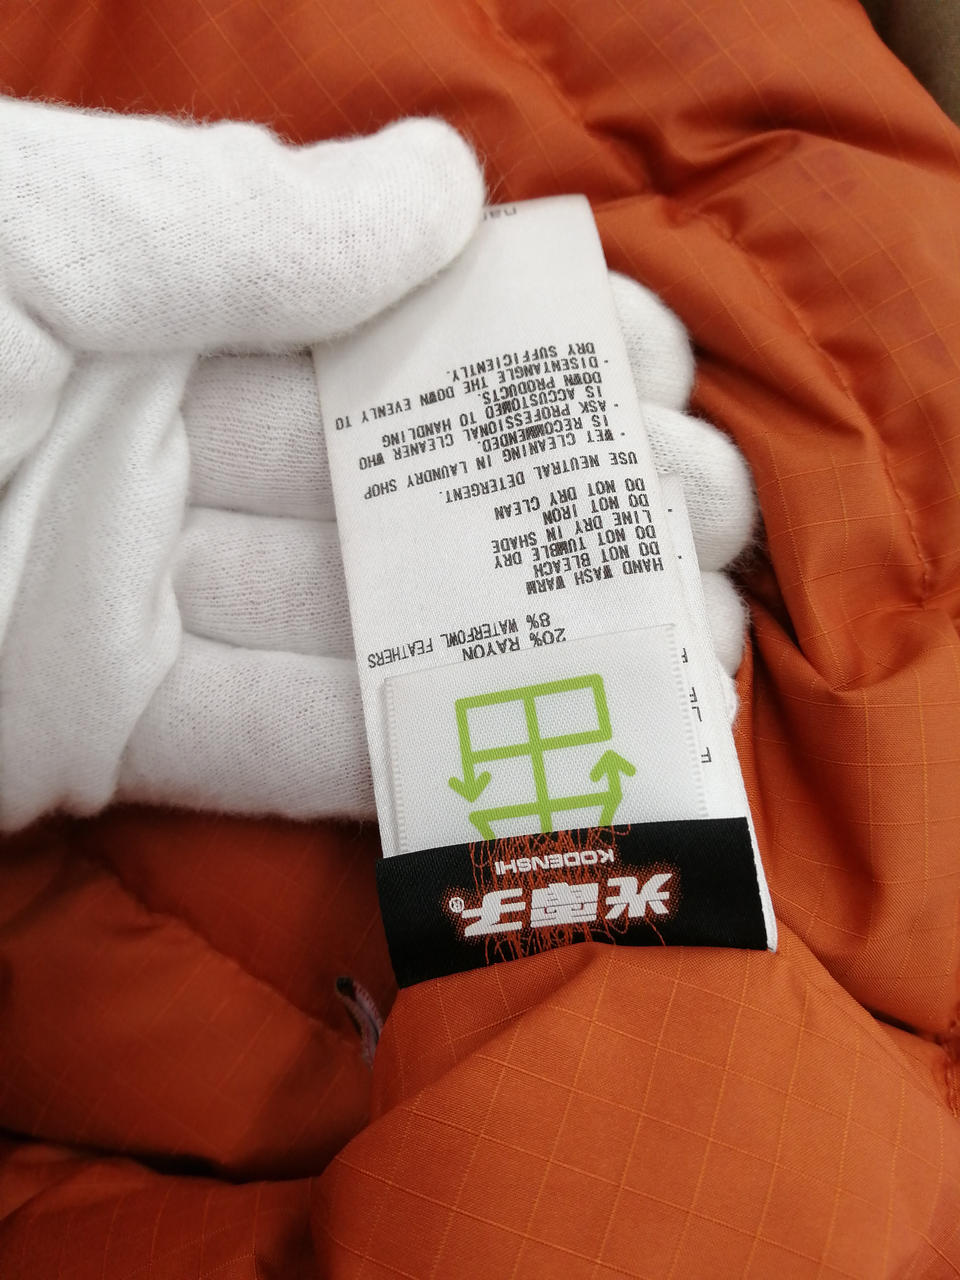 光電子®
KODENSHI
20% RAYON
8% WATERFOWL FEATHERS
HAND WASH WARM
DO NOT BLEACH
DO NOT TUMBLE DRY
LINE DRY IN SHADE
DO NOT IRON
DO NOT DRY CLEAN
USE NEUTRAL DETERGENT.
・WET CLEANING IN LAUNDRY SHOP
IS RECOMMENDED.
・ASK PROFESSIONAL CLEANER WHO
IS ACCUSTOMED TO HANDLING
DOWN PRODUCTS.
・DISENTANGLE THE DOWN EVENLY TO
DRY SUFFICIENTLY.